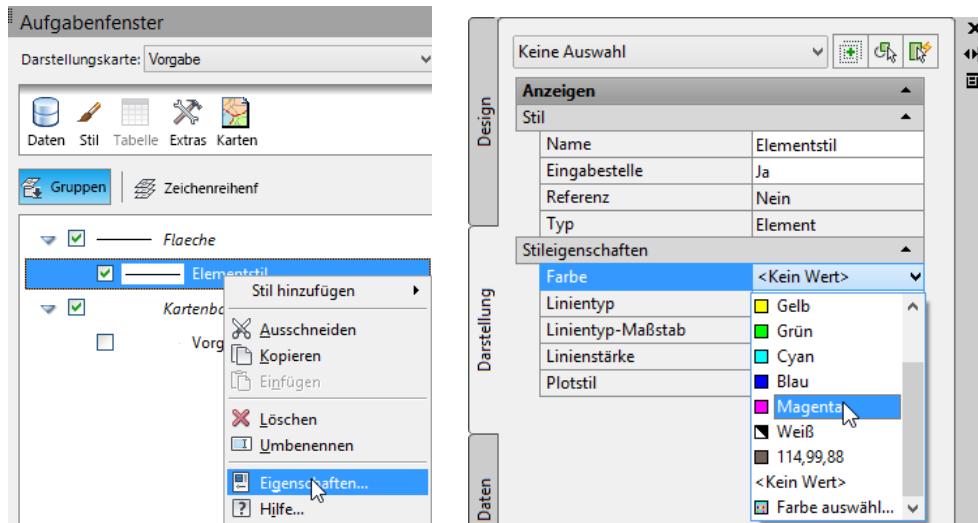 Aufgabenfenster
Darstellungskarte: Vorgabe
Daten Stil Tabelle Extras Karten
Gruppen Zeichenreihenf
Flaeche
Elementstil
Stil hinzufügen
Ausschneiden
Kopieren
Einfügen
Löschen
Umbenennen
Eigenschaften...
Hilfe...
Design
Darstellung
Daten
Keine Auswahl
Anzeigen
Stil
Name Elementstil
Eingabestelle Ja
Referenz Nein
Typ Element
Stileigenschaften
Farbe <Kein Wert>
Linientyp
Linientyp-Maßstab
Linienstärke
Plotstil
Gelb
Grün
Cyan
Blau
Magenta
Weiß
114,99,88
<Kein Wert>
Farbe auswähl...